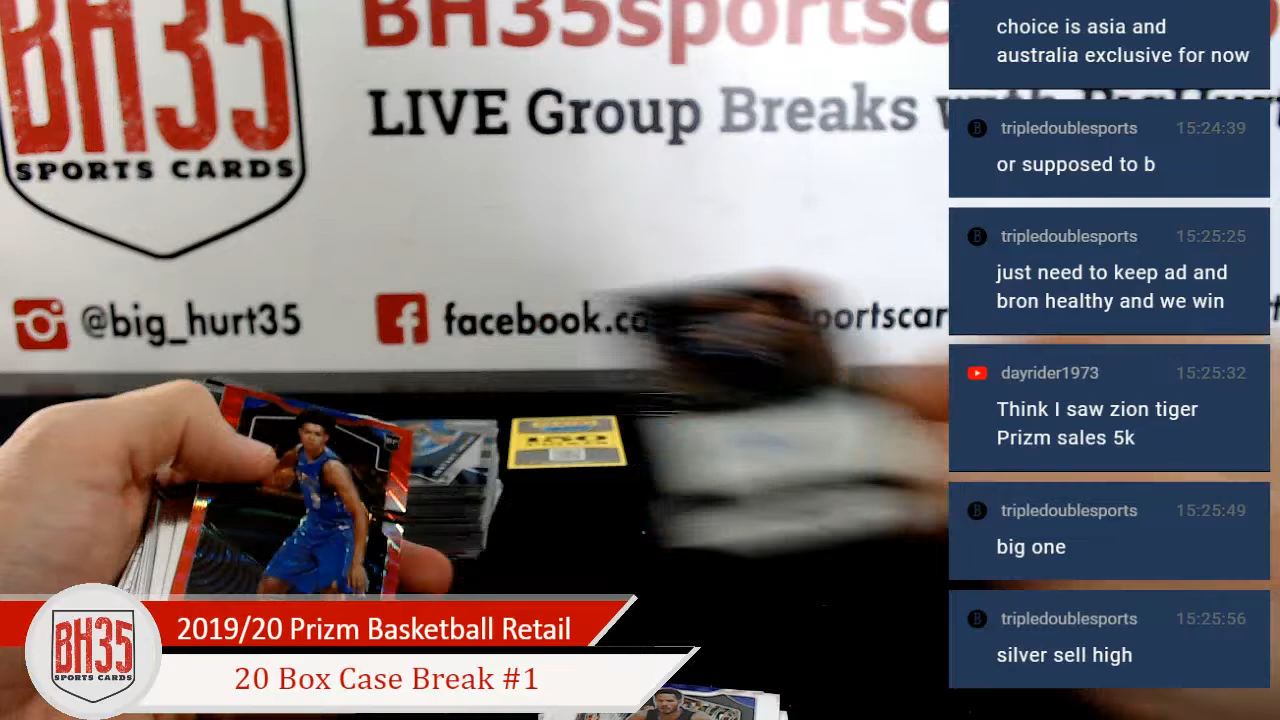 BH35
SPORTS CARDS
BH35sportsc
LIVE Group Breaks
@big_hurt35
facebook.co
portscar
150
2019/20 Prizm Basketball Retail
20 Box Case Break #1
BH35
SPORTS CARDS
choice is asia and
australia exclusive for now
tripledoublesports 15:24:39
or supposed to b
tripledoublesports 15:25:25
just need to keep ad and
bron healthy and we win
dayrider1973 15:25:32
Think I saw zion tiger
Prizm sales 5k
tripledoublesports 15:25:49
big one
tripledoublesports 15:25:56
silver sell high